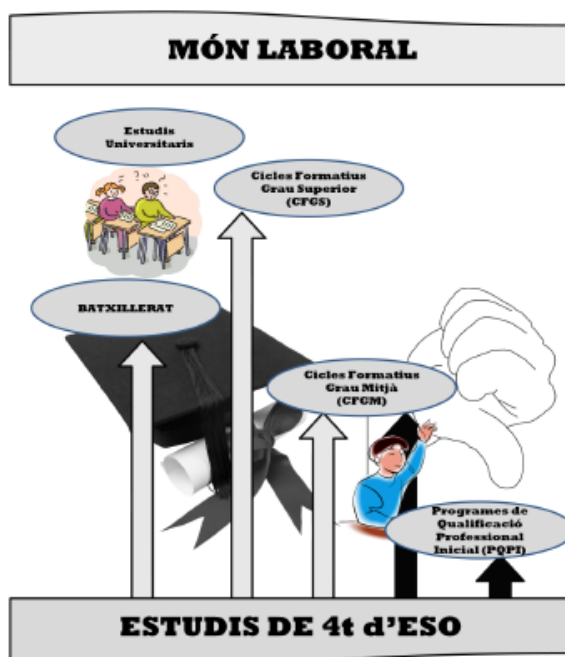 MÓN LABORAL
Estudis
Universitaris
Cicles Formatius
Grau Superior
(CFGS)
BATXILLERAT
Cicles Formatius
Grau Mitjà
(CFGM)
Programes de
Qualificació
Professional
Inicial (PQPI)
ESTUDIS DE 4t d'ESO